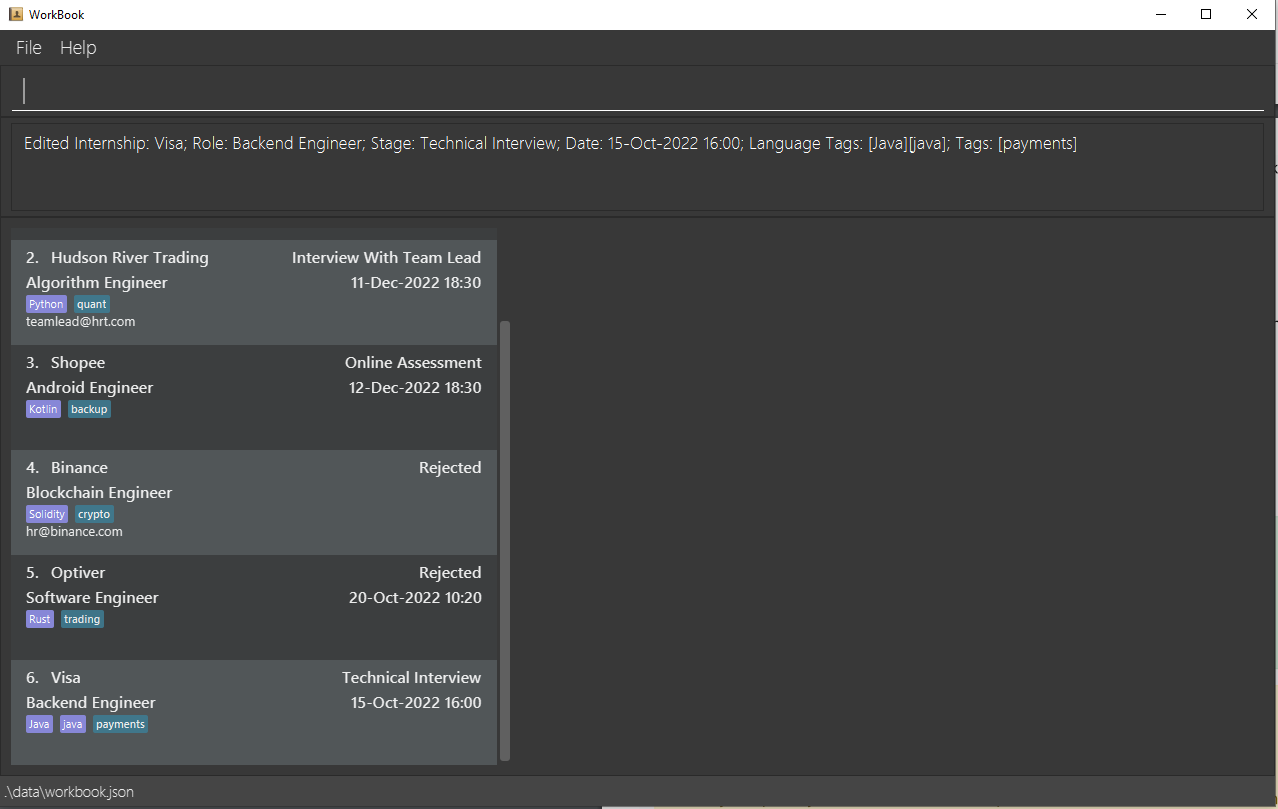 WorkBook
File Help
Edited Internship: Visa; Role: Backend Engineer; Stage: Technical Interview; Date: 15-Oct-2022 16:00; Language Tags: [Java][java]; Tags: [payments]
2. Hudson River Trading Interview With Team Lead
Algorithm Engineer 11-Dec-2022 18:30
Python quant
teamlead@hrt.com
3. Shopee Online Assessment
Android Engineer 12-Dec-2022 18:30
Kotlin backup
4. Binance Rejected
Blockchain Engineer
Solidity crypto
hr@binance.com
5. Optiver Rejected
Software Engineer 20-Oct-2022 10:20
Rust trading
6. Visa Technical Interview
Backend Engineer 15-Oct-2022 16:00
Java java payments
.\data\workbook.json